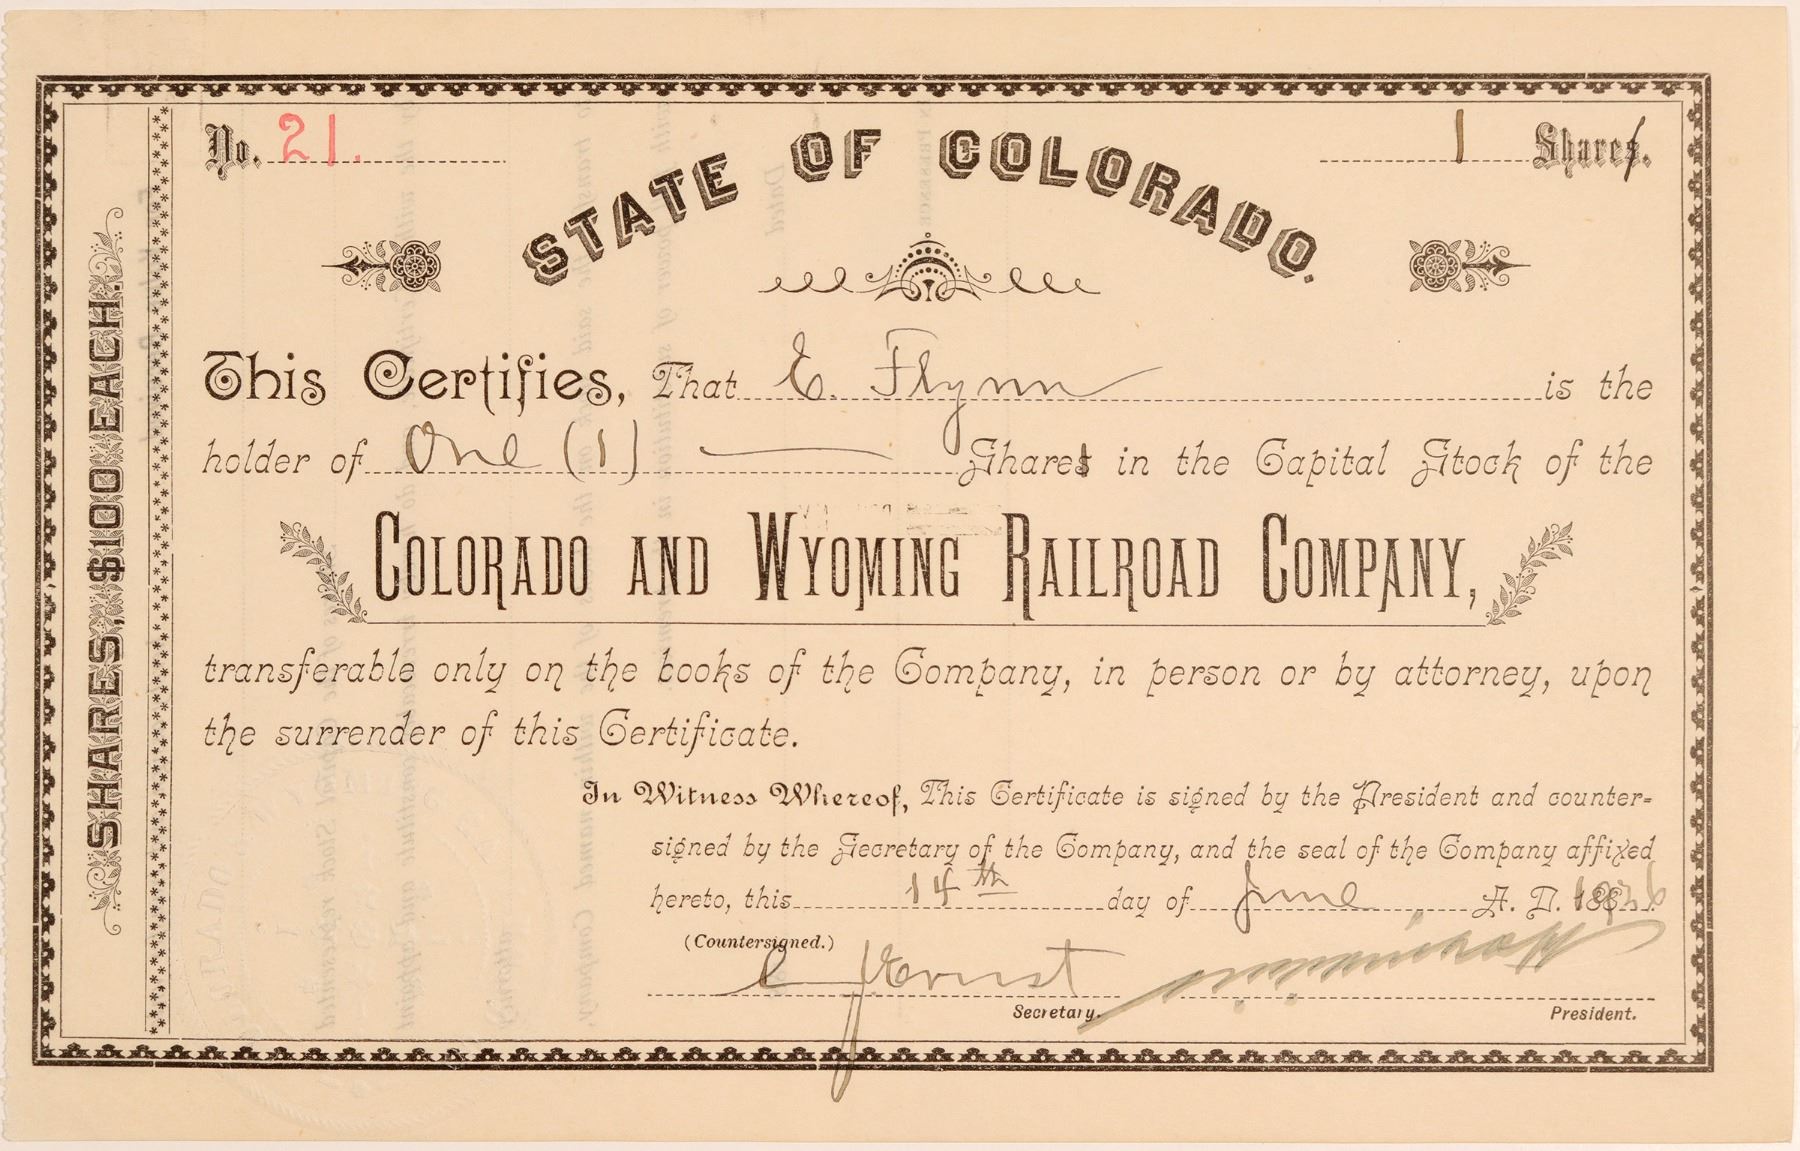 No. 21.
1 Shares.
STATE OF COLORADO.
SHARES, $100 EACH.
This Certifies, That E. Flynn is the
holder of One (1) Shares in the Capital Stock of the
COLORADO AND WYOMING RAILROAD COMPANY,
transferable only on the books of the Company, in person or by attorney, upon
the surrender of this Certificate.
In Witness Whereof, This Certificate is signed by the President and counter-
signed by the Secretary of the Company, and the seal of the Company affixed
hereto, this 14th day of June A. D.
(Countersigned.)
Secretary.
President.